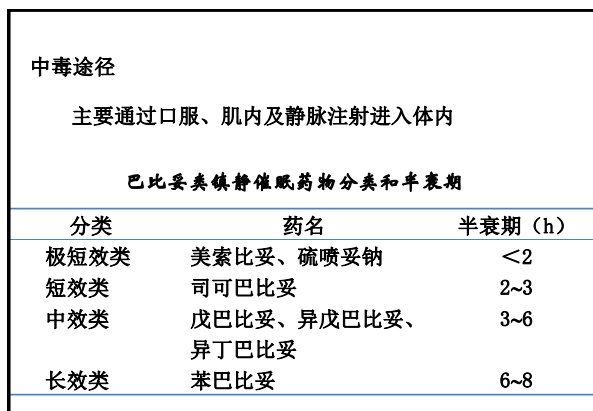 中毒途径
主要通过口服、肌内及静脉注射进入体内
巴比妥类镇静催眠药物分类和半衰期
分类 药名 半衰期（h）
极短效类 美索比妥、硫喷妥钠 ＜2
短效类 司可巴比妥 2~3
中效类 戊巴比妥、异戊巴比妥、 3~6
异丁巴比妥
长效类 苯巴比妥 6~8